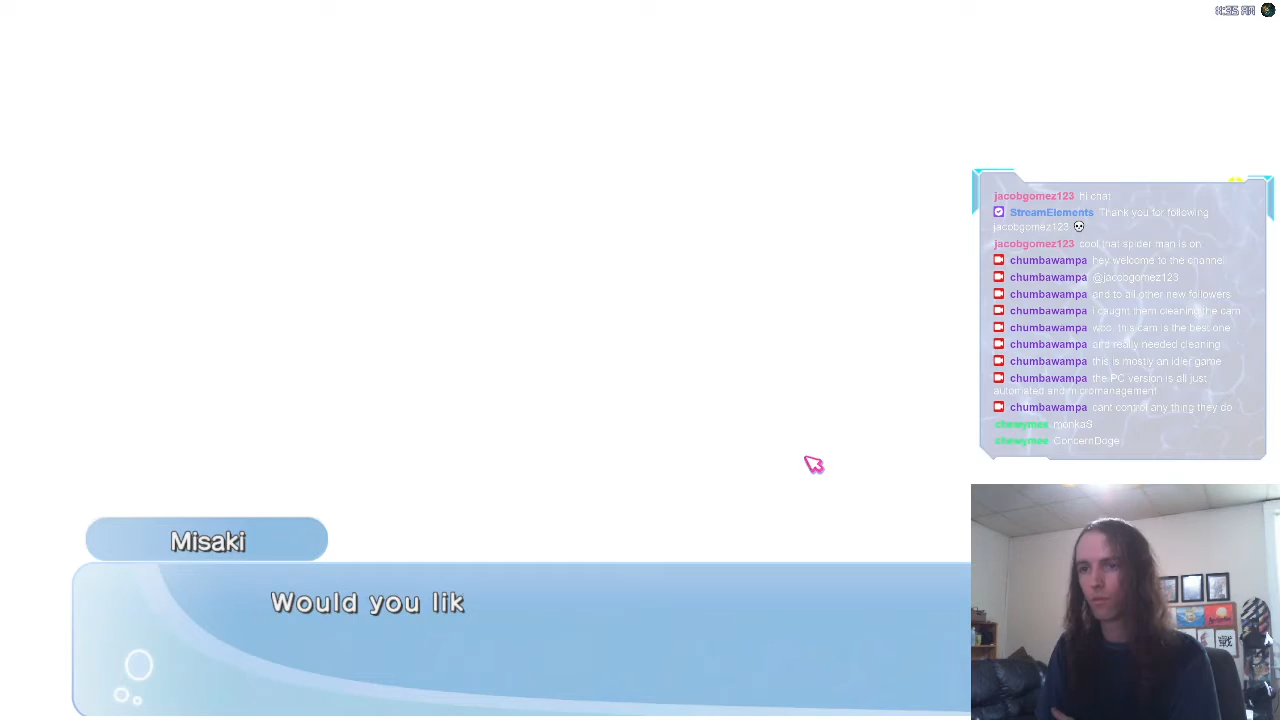 8:35 AM
jacobgomez123 hi chat
StreamElements Thank you for following
jacobgomez123
jacobgomez123 cool that spider man is on
chumbawampa hey welcome to the channel
chumbawampa @jacobgomez123
chumbawampa and to all other new followers
chumbawampa i caught them cleaning the cam
chumbawampa woo. this cam is the best one
chumbawampa and really needed cleaning
chumbawampa this is mostly an idler game
chumbawampa the PC version is all just
automated and micromanagement
chumbawampa cant control any thing they do
chewymee monkaS
chewymee ConcernDoge
Misaki
Would you lik